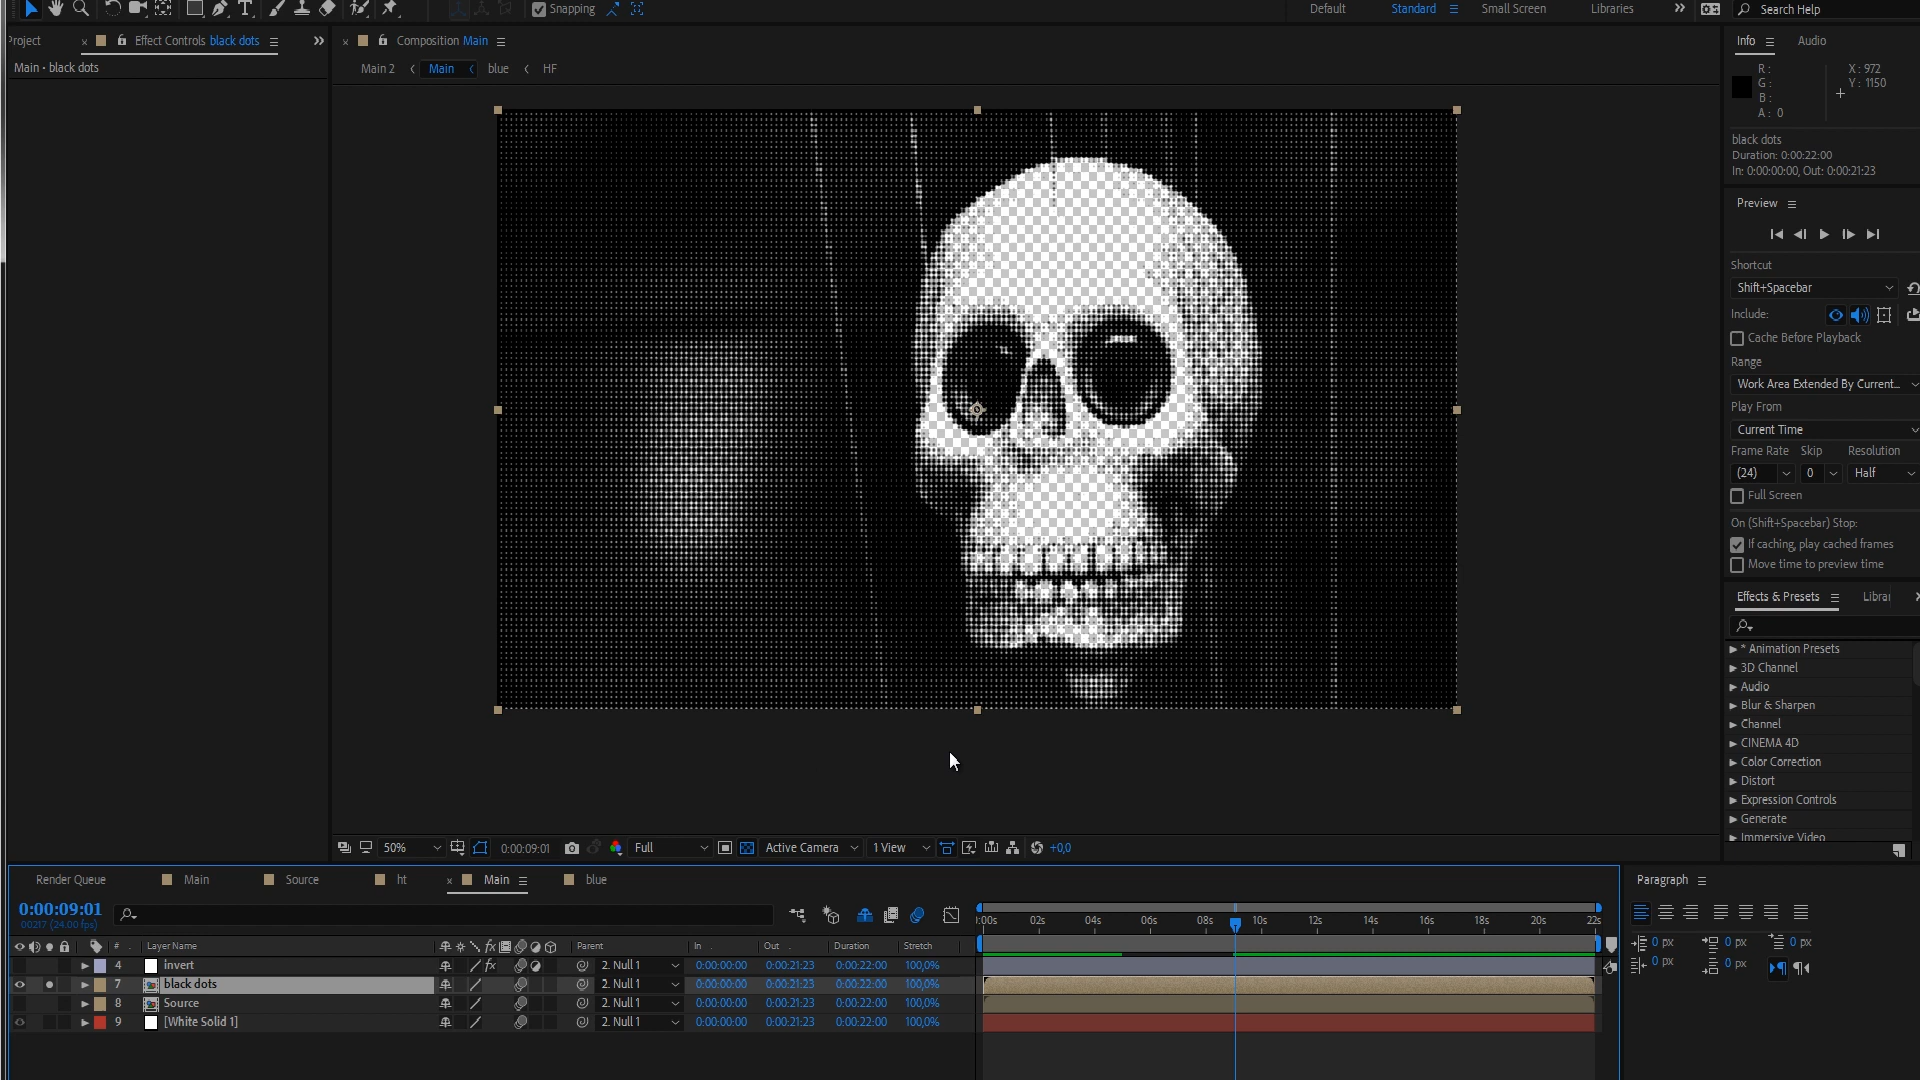 Snapping
Default
Standard
Small Screen
Libraries
Search Help
Project
Effect Controls black dots
Main • black dots
Composition Main
Main 2
Main
blue
HF
Info
Audio
R :
G :
B :
A : 0
X : 972
Y : 1150
black dots
Duration: 0:00:22:00
In: 0:00:00:00, Out: 0:00:21:23
Preview
Shortcut
Shift+Spacebar
Include:
Cache Before Playback
Range
Work Area Extended By Current...
Play From
Current Time
Frame Rate Skip Resolution
(24) 0 Half
Full Screen
On (Shift+Spacebar) Stop:
If caching, play cached frames
Move time to preview time
Effects & Presets
Librar
* Animation Presets
3D Channel
Audio
Blur & Sharpen
Channel
CINEMA 4D
Color Correction
Distort
Expression Controls
Generate
Immersive Video
50%
0:00:09:01
Full
Active Camera
1 View
+0,0
Render Queue
Main
Source
ht
Main
blue
0:00:09:01
00217 (24.00 fps)
:00s 02s 04s 06s 08s 10s 12s 14s 16s 18s 20s 22s
# Layer Name fx Parent In Out Duration Stretch
4 invert fx 2. Null 1 0:00:00:00 0:00:21:23 0:00:22:00 100,0%
7 black dots 2. Null 1 0:00:00:00 0:00:21:23 0:00:22:00 100,0%
8 Source 2. Null 1 0:00:00:00 0:00:21:23 0:00:22:00 100,0%
9 [White Solid 1] 2. Null 1 0:00:00:00 0:00:21:23 0:00:22:00 100,0%
Paragraph
0 px 0 px 0 px
0 px 0 px